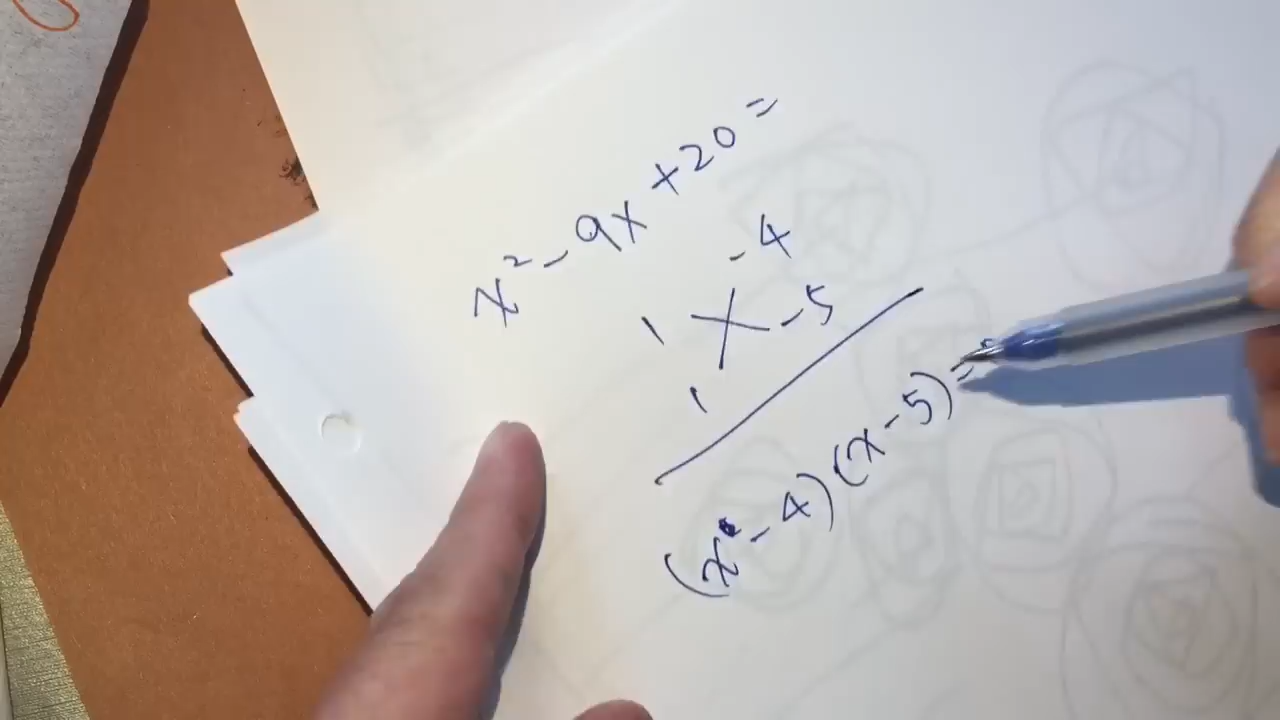 x² - 9x + 20 =
1 X -4
1 -5
(x - 4)(x - 5) =